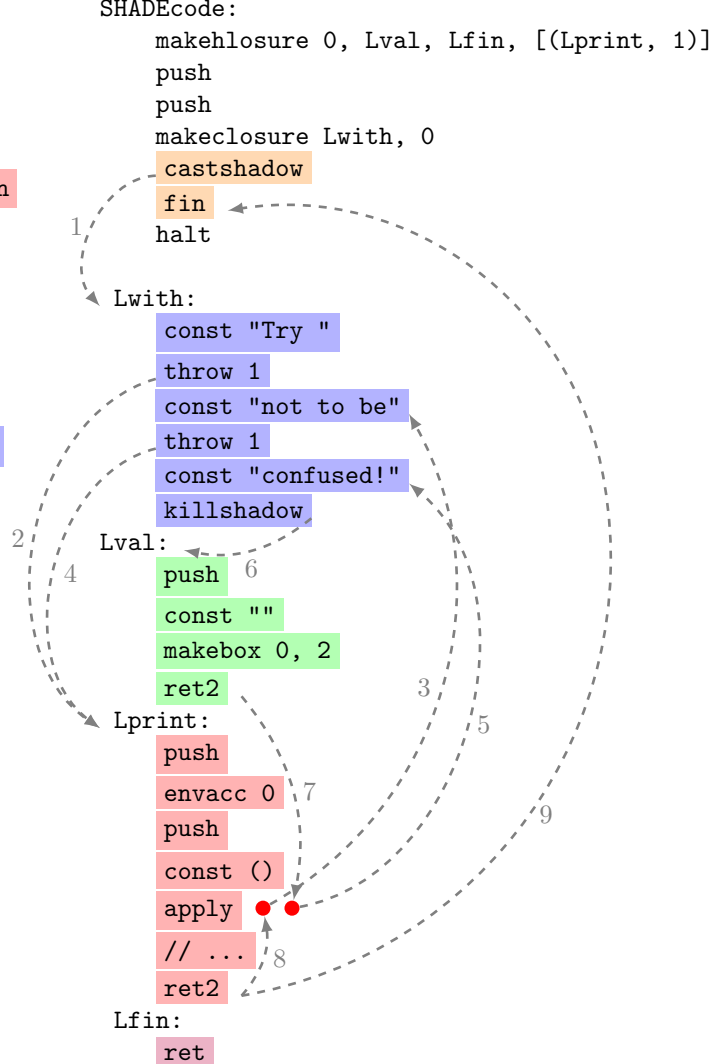 SHADEcode:
makehlosure 0, Lval, Lfin, [(Lprint, 1)]
push
push
makeclosure Lwith, 0
castshadow
n
fin
1
halt
Lwith:
const "Try "
throw 1
const "not to be"
throw 1
const "confused!"
killshadow
2
Lval:
6
4
push
const ""
makebox 0, 2
ret2
3
Lprint:
5
push
envacc 0
7
9
push
const ()
apply
// ...
8
ret2
Lfin:
ret